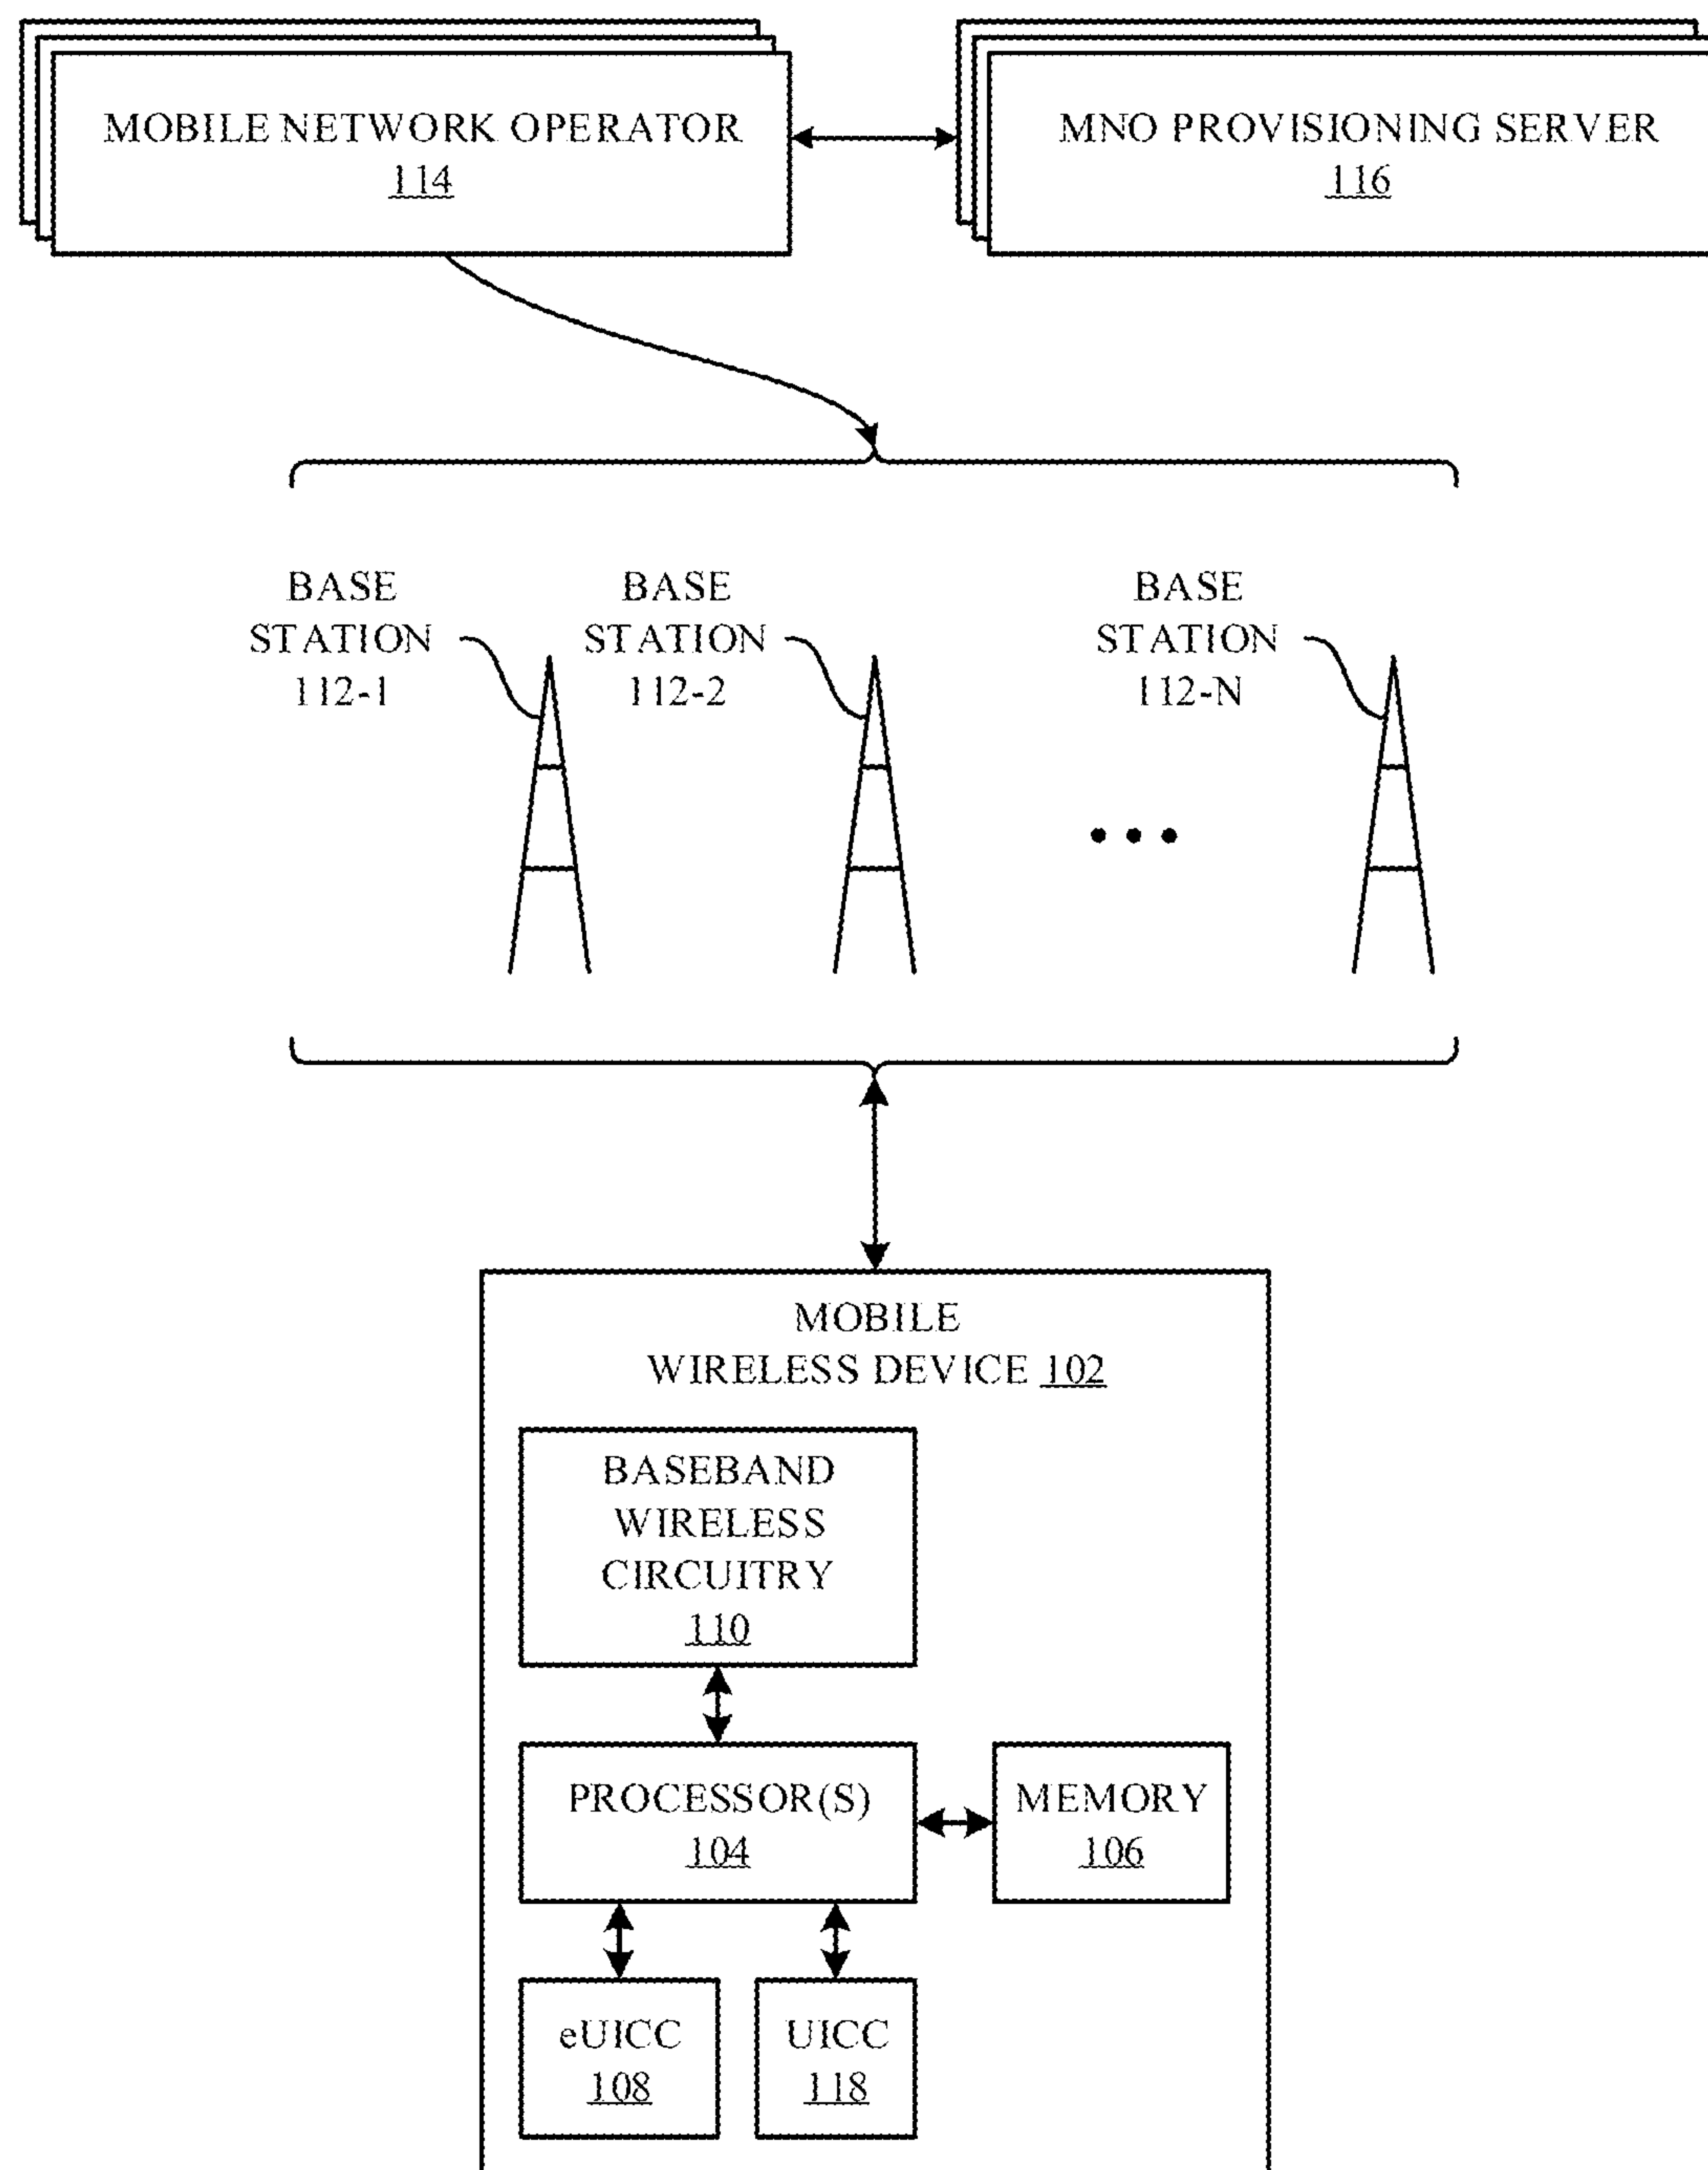 MOBILE NETWORK OPERATOR
114
MNO PROVISIONING SERVER
116
BASE
STATION
112-1
BASE
STATION
112-2
BASE
STATION
112-N
MOBILE
WIRELESS DEVICE 102
BASEBAND
WIRELESS
CIRCUITRY
110
PROCESSOR(S)
104
MEMORY
106
eUICC
108
UICC
118